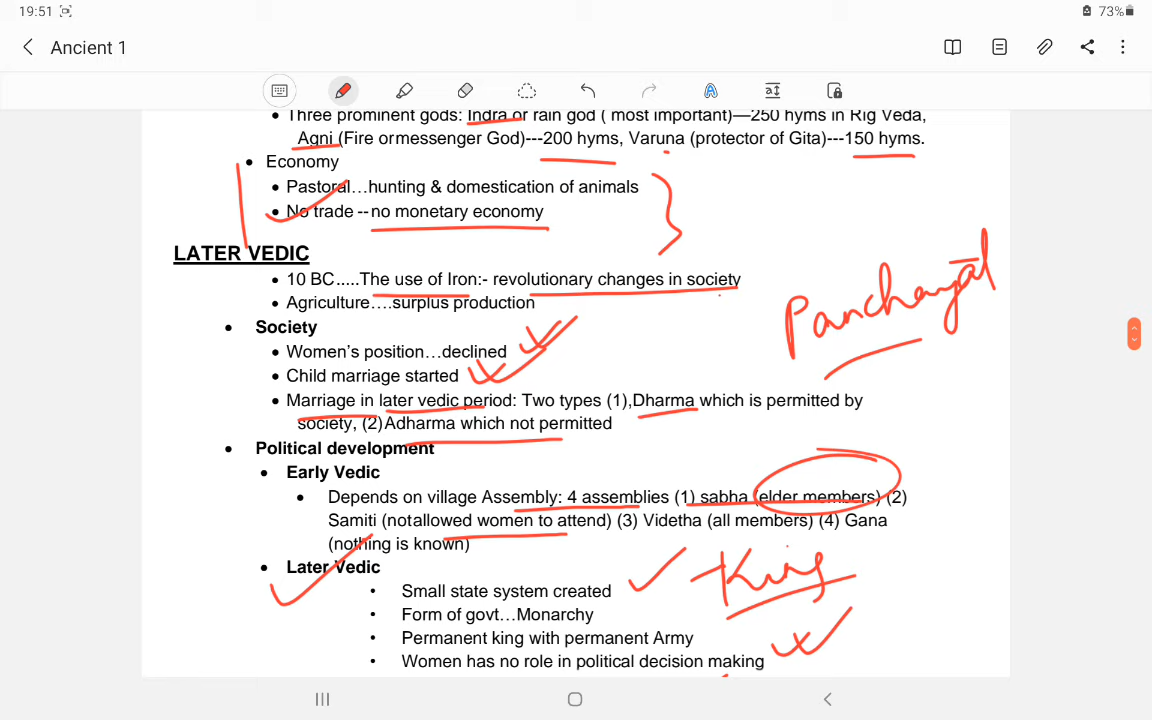 19:51 73%
Ancient 1
• Three prominent gods: Indra or rain god ( most important)—250 hyms in Rig Veda,
Agni (Fire ormessenger God)---200 hyms, Varuna (protector of Gita)---150 hyms.
• Economy
• Pastoral…hunting & domestication of animals
• No trade -- no monetary economy
LATER VEDIC
• 10 BC.....The use of Iron:- revolutionary changes in society
• Agriculture….surplus production
Panchayat
• Society
• Women’s position…declined
• Child marriage started
• Marriage in later vedic period: Two types (1),Dharma which is permitted by
society, (2)Adharma which not permitted
• Political development
• Early Vedic
• Depends on village Assembly: 4 assemblies (1) sabha (elder members) (2)
Samiti (notallowed women to attend) (3) Videtha (all members) (4) Gana
(nothing is known)
• Later Vedic
King
• Small state system created
• Form of govt…Monarchy
• Permanent king with permanent Army
• Women has no role in political decision making